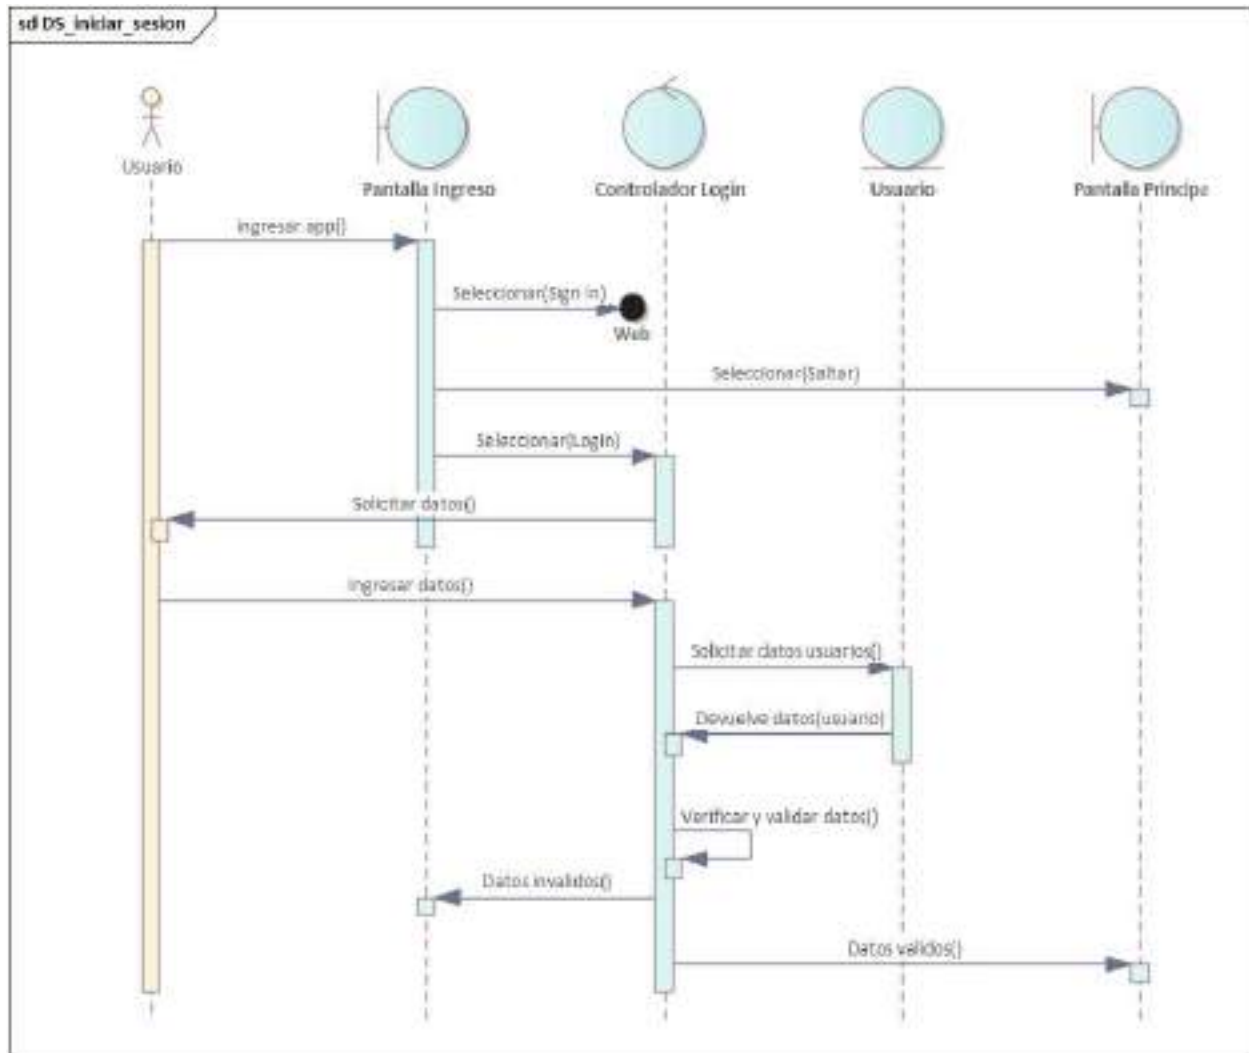 sd DS_iniciar_sesion
Usuario
Pantalla Ingreso
Controlador Login
Usuario
Pantalla Principe
ingresar app()
Seleccionar(Sign in)
Web
Seleccionar(Saltar)
Seleccionar(Login)
Solicitar datos()
Ingresar datos()
Solicitar datos usuarios()
Devuelve datos(usuario)
Verificar y validar datos()
Datos invalidos()
Datos validos()